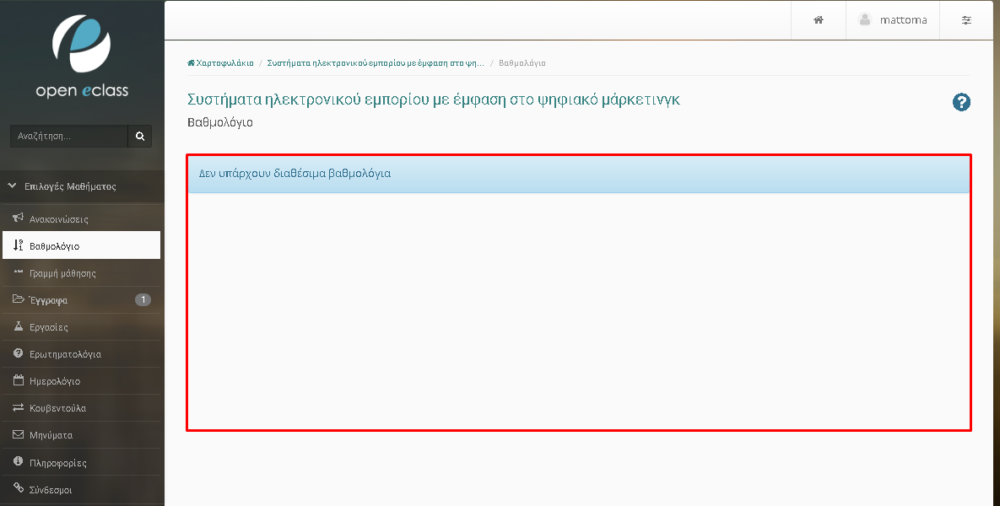 open eclass
mattoma
Αναζήτηση...
Χαρτοφυλάκιο / Συστήματα ηλεκτρονικού εμπορίου με έμφαση στο ψη... / Βαθμολόγιο
Συστήματα ηλεκτρονικού εμπορίου με έμφαση στο ψηφιακό μάρκετινγκ
?
Βαθμολόγιο
Δεν υπάρχουν διαθέσιμα βαθμολόγια
Επιλογές Μαθήματος
Ανακοινώσεις
Βαθμολόγιο
Γραμμή μάθησης
Έγγραφα 1
Εργασίες
Ερωτηματολόγια
Ημερολόγιο
Κουβεντούλα
Μηνύματα
Πληροφορίες
Σύνδεσμοι